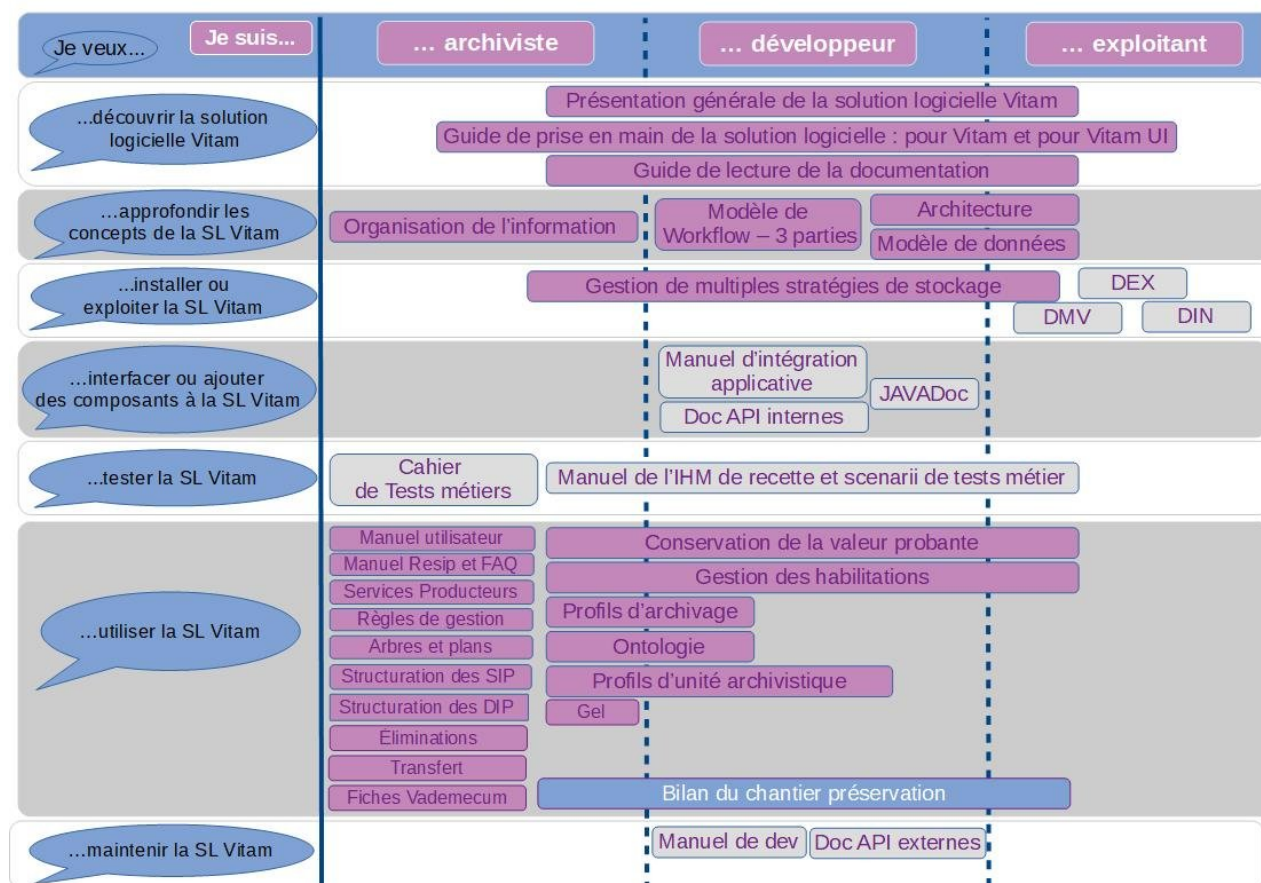 Je veux...
Je suis...
... archiviste
... développeur
... exploitant
...découvrir la solution
logicielle Vitam
Présentation générale de la solution logicielle Vitam
Guide de prise en main de la solution logicielle : pour Vitam et pour Vitam UI
Guide de lecture de la documentation
...approfondir les
concepts de la SL Vitam
Organisation de l'information
Modèle de
Workflow – 3 parties
Architecture
Modèle de données
...installer ou
exploiter la SL Vitam
Gestion de multiples stratégies de stockage
DEX
DMV
DIN
...interfacer ou ajouter
des composants à la SL Vitam
Manuel d'intégration
applicative
JAVADoc
Doc API internes
...tester la SL Vitam
Cahier
de Tests métiers
Manuel de l'IHM de recette et scenarii de tests métier
...utiliser la SL Vitam
Manuel utilisateur
Manuel Resip et FAQ
Services Producteurs
Règles de gestion
Arbres et plans
Structuration des SIP
Structuration des DIP
Éliminations
Transfert
Fiches Vademecum
Conservation de la valeur probante
Gestion des habilitations
Profils d'archivage
Ontologie
Profils d'unité archivistique
Gel
Bilan du chantier préservation
...maintenir la SL Vitam
Manuel de dev
Doc API externes